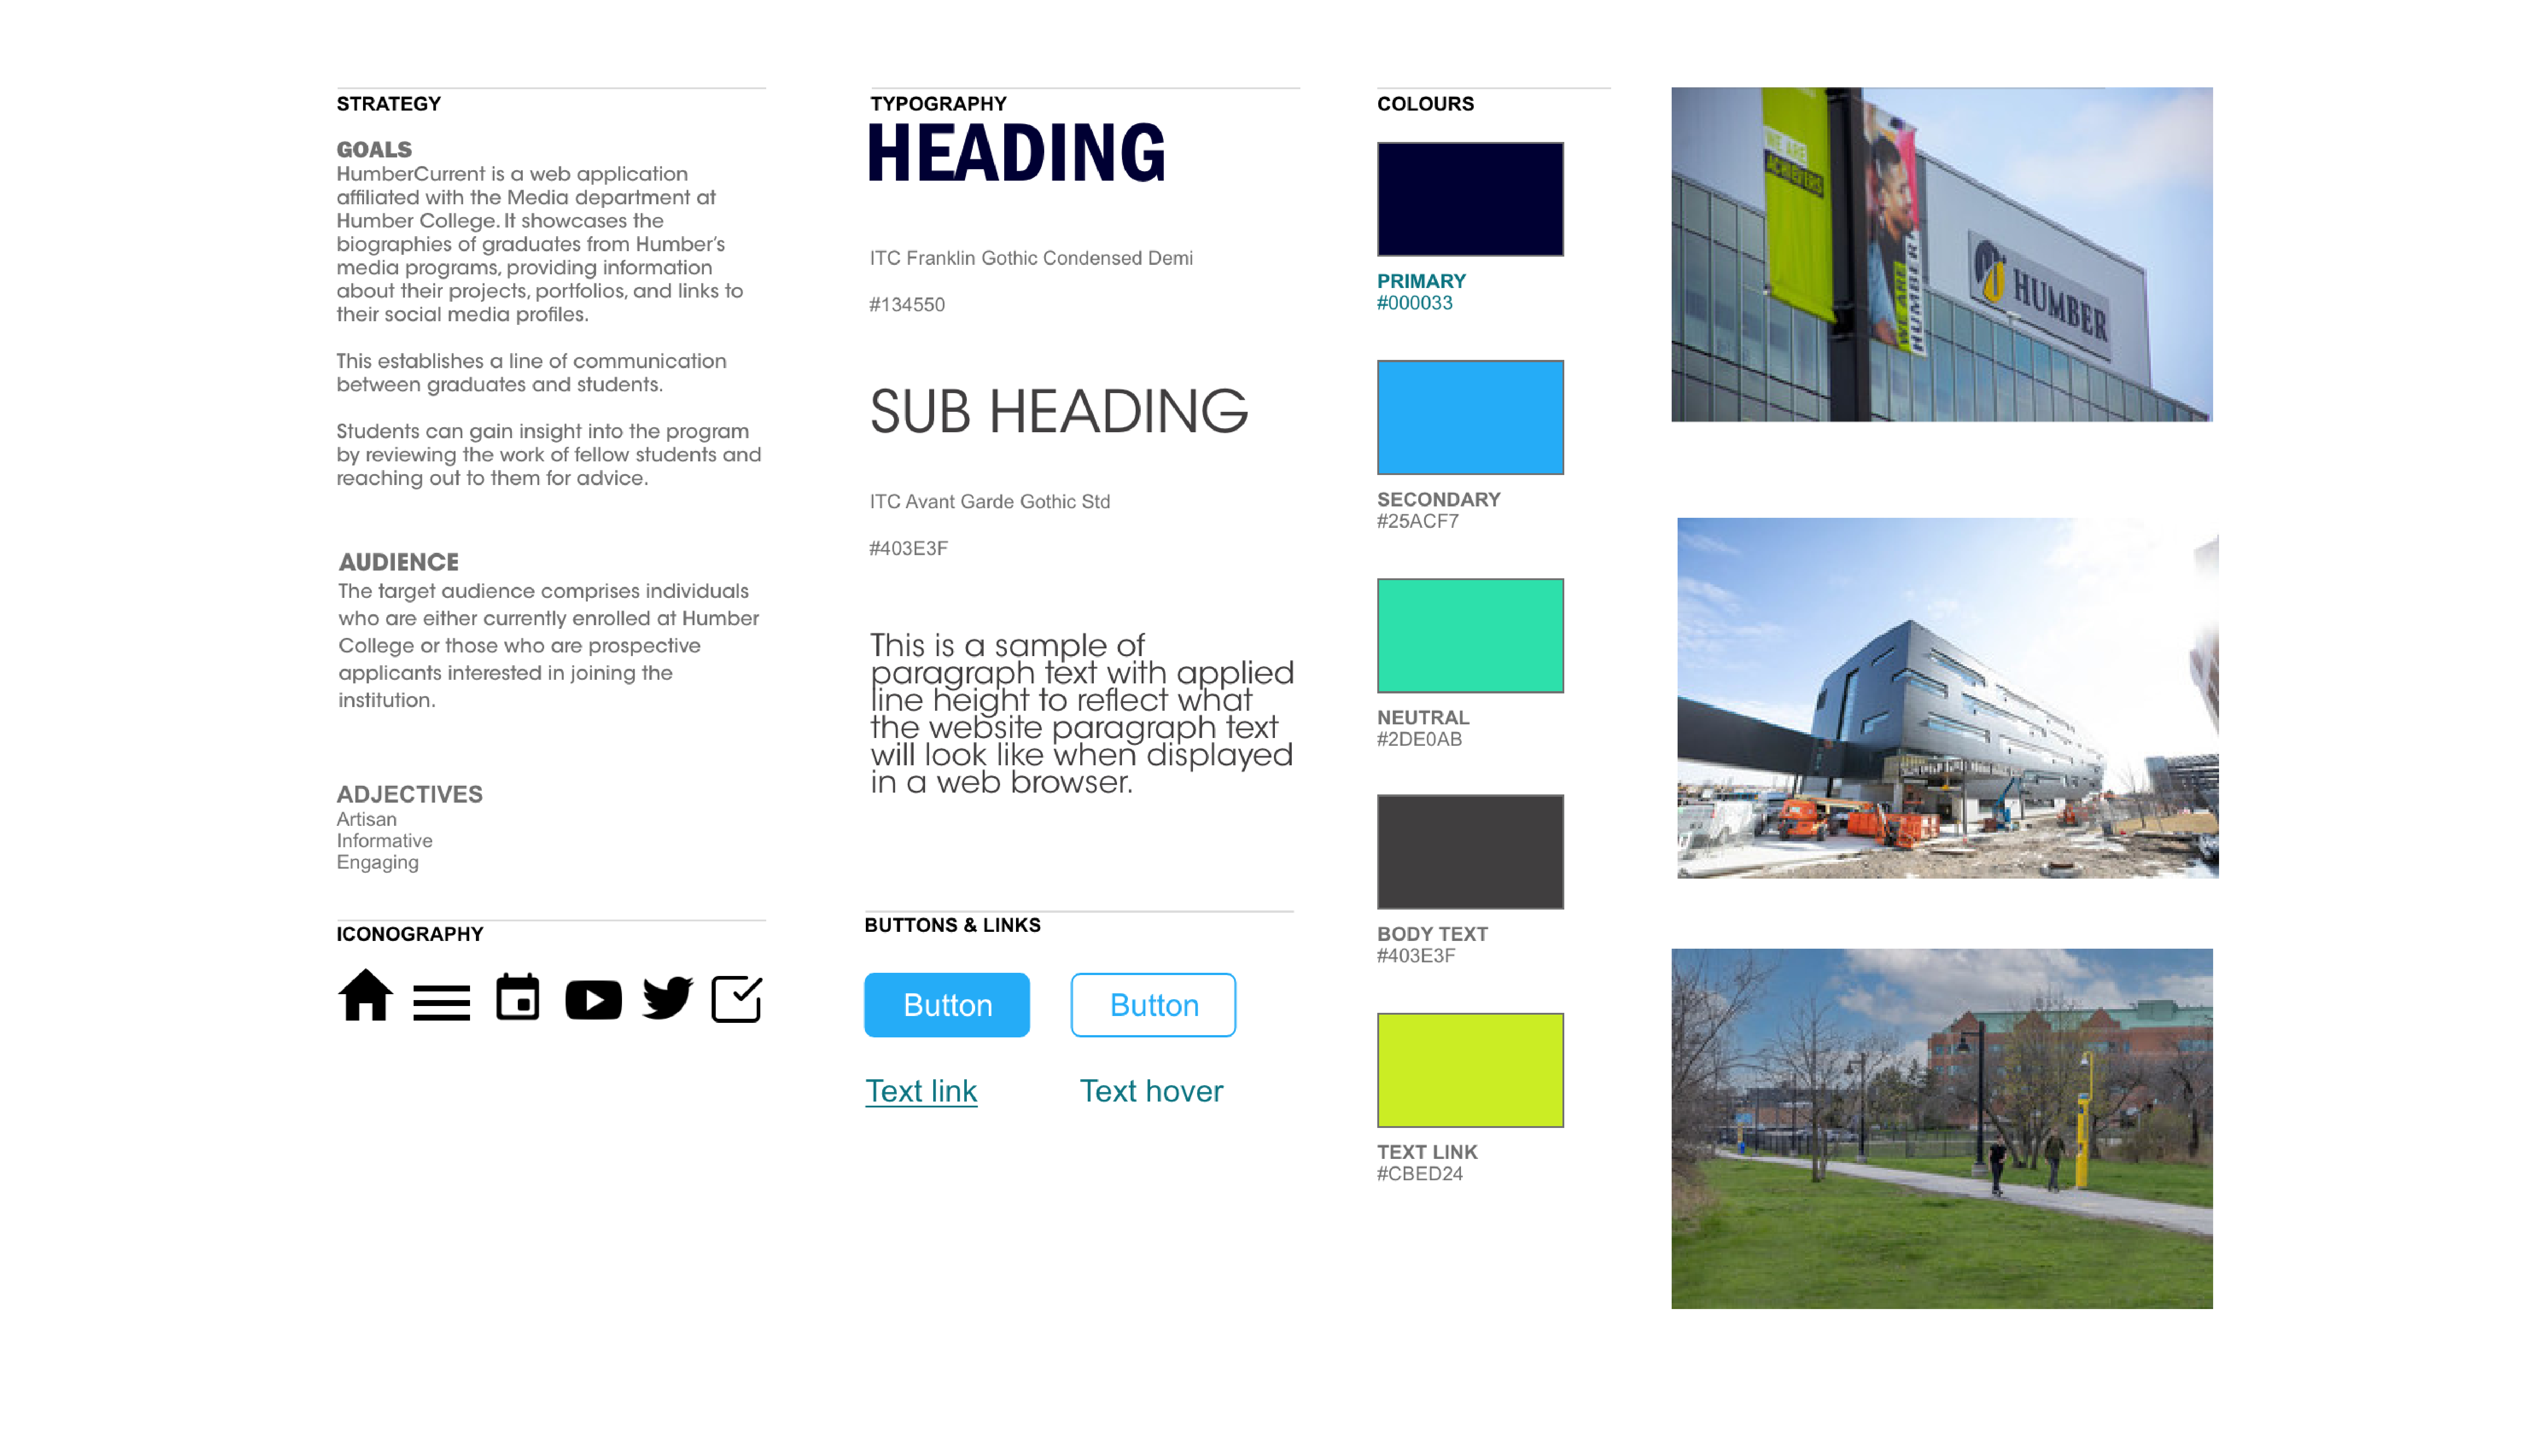 STRATEGY
GOALS
HumberCurrent is a web application
affiliated with the Media department at
Humber College. It showcases the
biographies of graduates from Humber's
media programs, providing information
about their projects, portfolios, and links to
their social media profiles.
This establishes a line of communication
between graduates and students.
Students can gain insight into the program
by reviewing the work of fellow students and
reaching out to them for advice.
AUDIENCE
The target audience comprises individuals
who are either currently enrolled at Humber
College or those who are prospective
applicants interested in joining the
institution.
ADJECTIVES
Artisan
Informative
Engaging
ICONOGRAPHY
TYPOGRAPHY
HEADING
ITC Franklin Gothic Condensed Demi
#134550
SUB HEADING
ITC Avant Garde Gothic Std
#403E3F
This is a sample of
paragraph text with applied
line height to reflect what
the website paragraph text
will look like when displayed
in a web browser.
BUTTONS & LINKS
Button
Button
Text link
Text hover
COLOURS
PRIMARY
#000033
SECONDARY
#25ACF7
NEUTRAL
#2DE0AB
BODY TEXT
#403E3F
TEXT LINK
#CBED24
WE ARE
ACHIEVERS
WE ARE
HUMBER
HUMBER